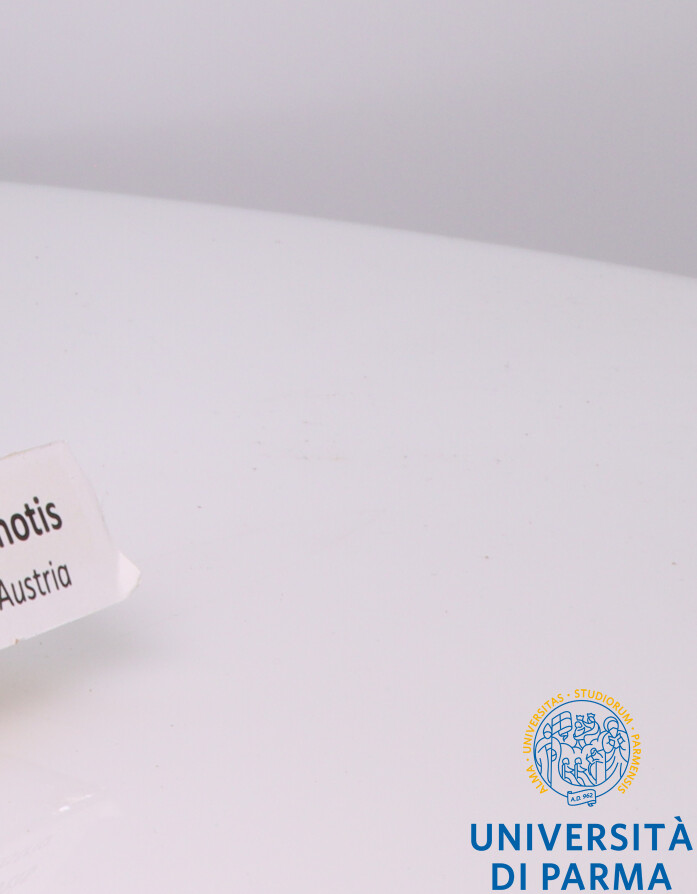 notis
Austria
ALMA · UNIVERSITAS · STUDIORUM · PARMENSIS
A.D. 962
UNIVERSITÀ
DI PARMA